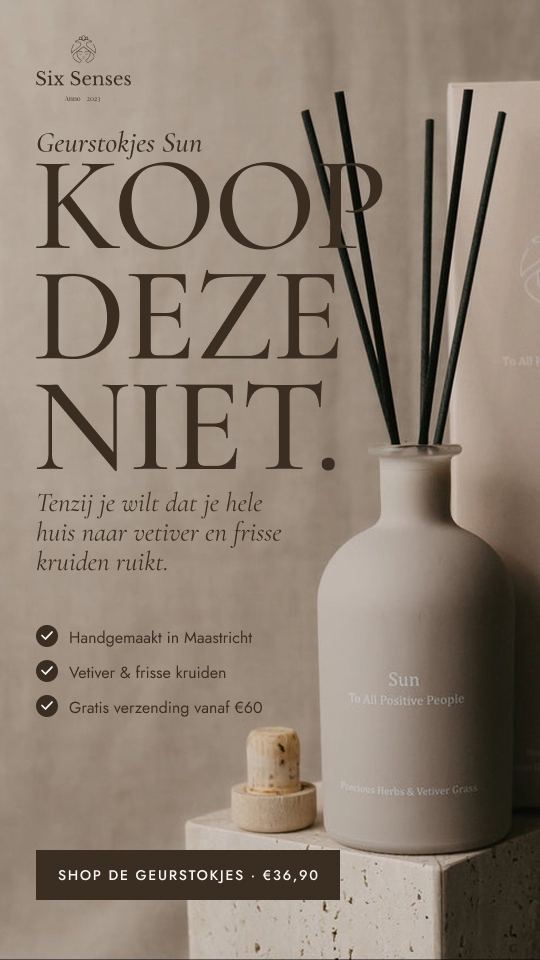 Six Senses
Anno 2023
Geurstokjes Sun
KOOP
DEZE
NIET.
Tenzij je wilt dat je hele
huis naar vetiver en frisse
kruiden ruikt.
Handgemaakt in Maastricht
Vetiver & frisse kruiden
Gratis verzending vanaf €60
SHOP DE GEURSTOKJES · €36,90
To All
Sun
To All Positive People
Precious Herbs & Vetiver Grass